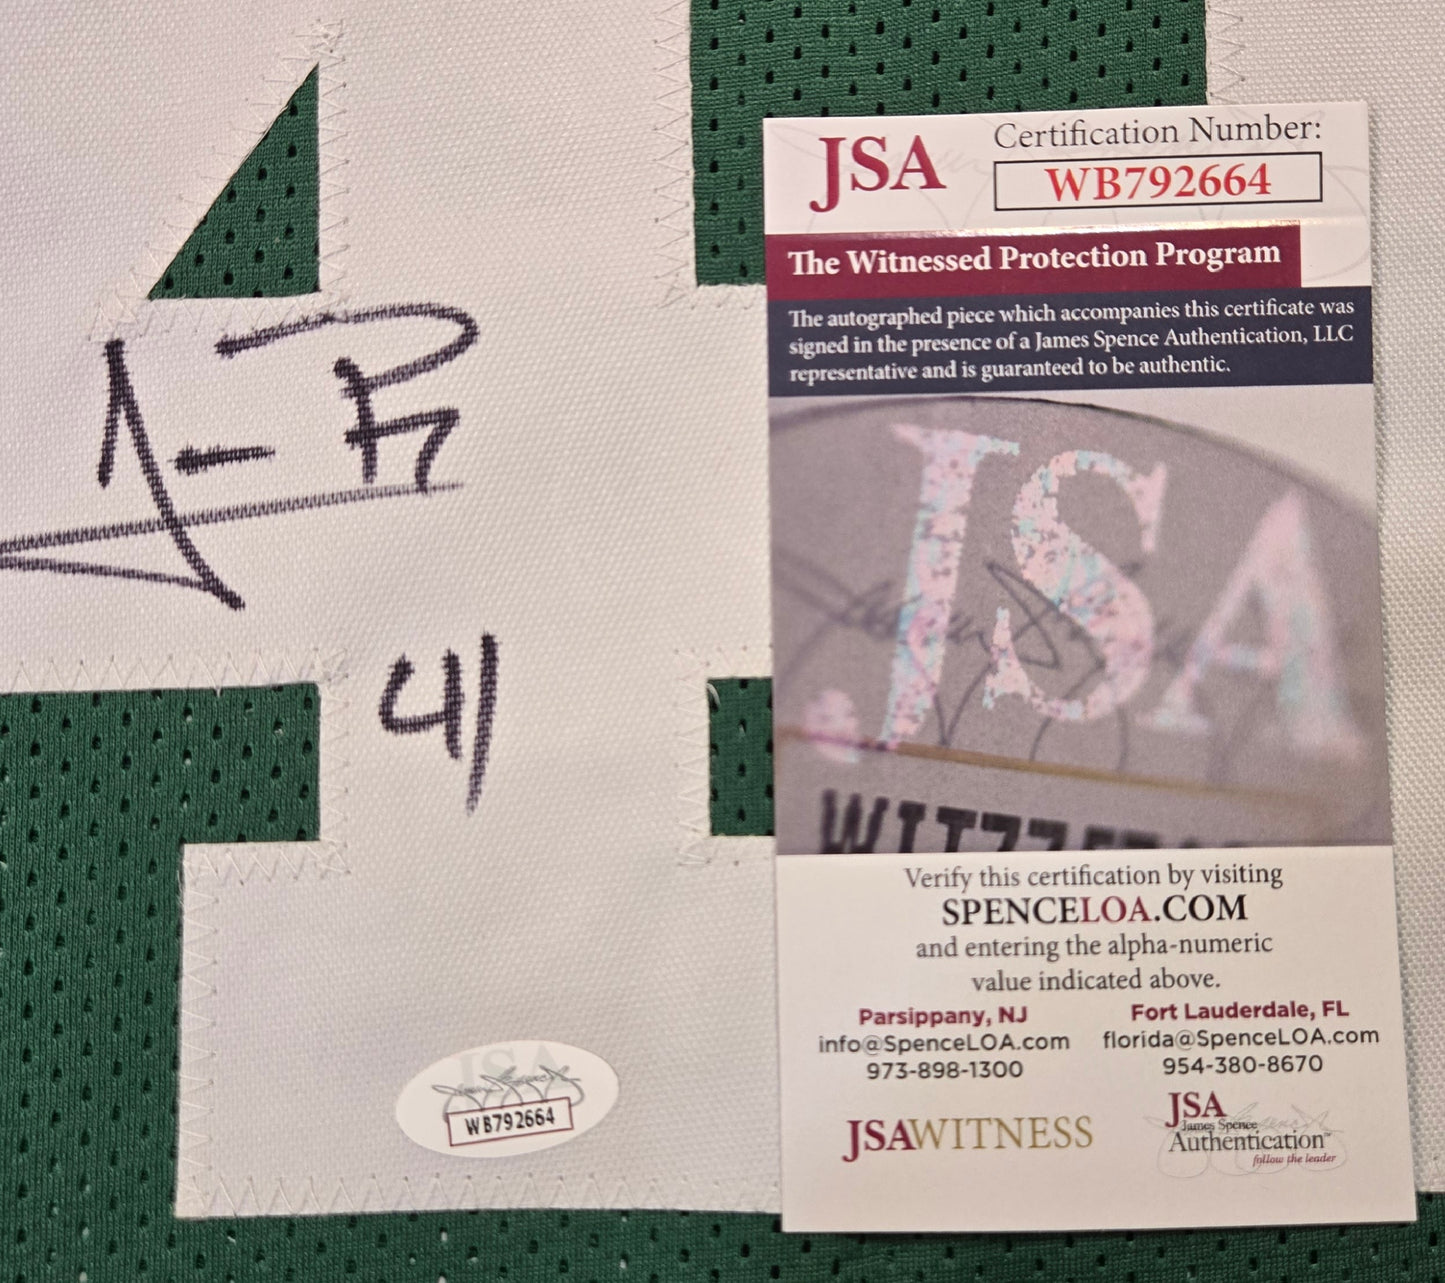 41
WB792664
JSA
Certification Number:
WB792664
The Witnessed Protection Program
The autographed piece which accompanies this certificate was
signed in the presence of a James Spence Authentication, LLC
representative and is guaranteed to be authentic.
JSA
Verify this certification by visiting
SPENCELOA.COM
and entering the alpha-numeric
value indicated above.
Parsippany, NJ
info@SpenceLOA.com
973-898-1300
Fort Lauderdale, FL
florida@SpenceLOA.com
954-380-8670
JSAWITNESS
JSA
James Spence
Authentication™
follow the leader